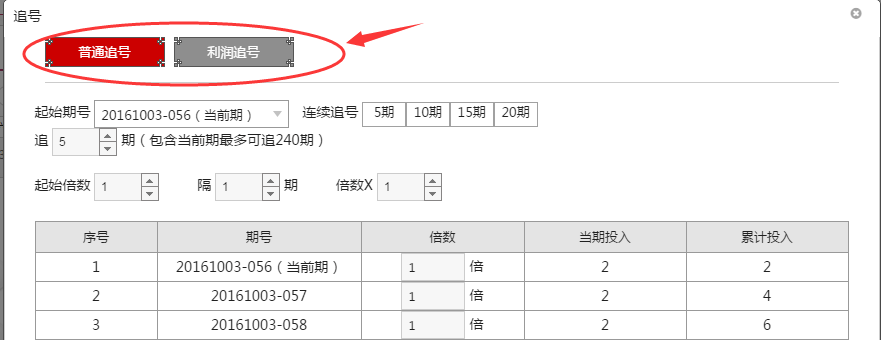 追号
普通追号 利润追号
起始期号 20161003-056（当前期） 连续追号 5期 10期 15期 20期
追 5 期（包含当前期最多可追240期）
起始倍数 1 隔 1 期 倍数X 1
序号 期号 倍数 当期投入 累计投入
1 20161003-056（当前期） 1 倍 2 2
2 20161003-057 1 倍 2 4
3 20161003-058 1 倍 2 6